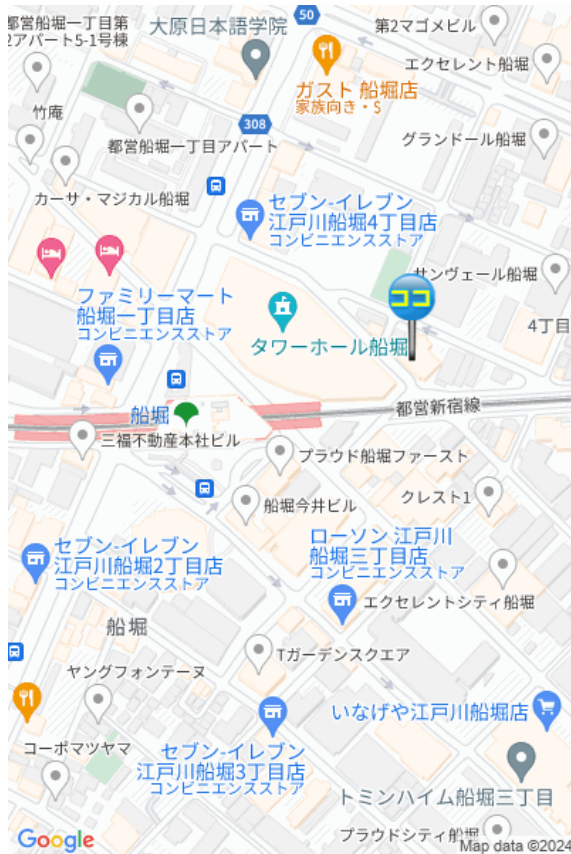 都営船堀一丁目第
2アパート5-1号棟
大原日本語学院
50
第2マゴメビル
エクセレント船堀
ガスト 船堀店
家族向き・$
竹庵
308
都営船堀一丁目アパート
グランドール船堀
カーサ・マジカル船堀
セブン-イレブン
江戸川船堀4丁目店
コンビニエンスストア
サンヴェール船堀
ファミリーマート
船堀一丁目店
コンビニエンスストア
ココ
タワーホール船堀
4丁目
船堀
都営新宿線
三福不動産本社ビル
プラウド船堀ファースト
船堀今井ビル
クレスト1
セブン-イレブン
江戸川船堀2丁目店
コンビニエンスストア
ローソン 江戸川
船堀三丁目店
コンビニエンスストア
エクセレントシティ船堀
船堀
Tガーデンスクエア
ヤングフォンテーヌ
いなげや江戸川船堀店
コーポマツヤマ
セブン-イレブン
江戸川船堀3丁目店
コンビニエンスストア
トミンハイム船堀三丁目
プラウドシティ船堀
Google
Map data ©2024